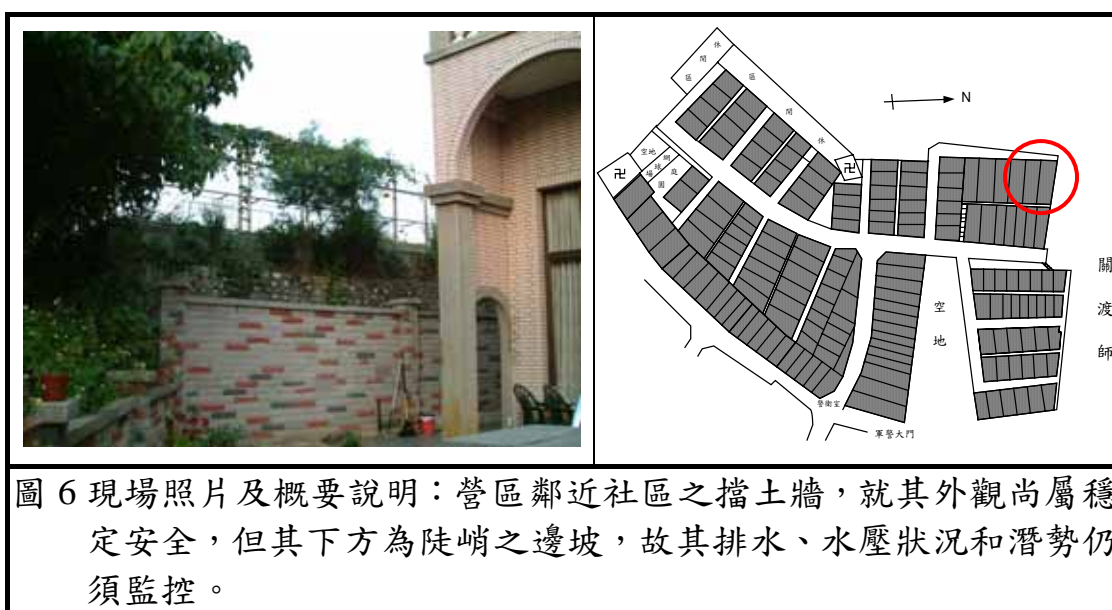 休閒區
休閒區
N
空地
網球場
庭園
卍
卍
空地
關渡師
警衛室
軍警大門
圖 6 現場照片及概要說明：營區鄰近社區之擋土牆，就其外觀尚屬穩
定安全，但其下方為陡峭之邊坡，故其排水、水壓狀況和潛勢仍
須監控。